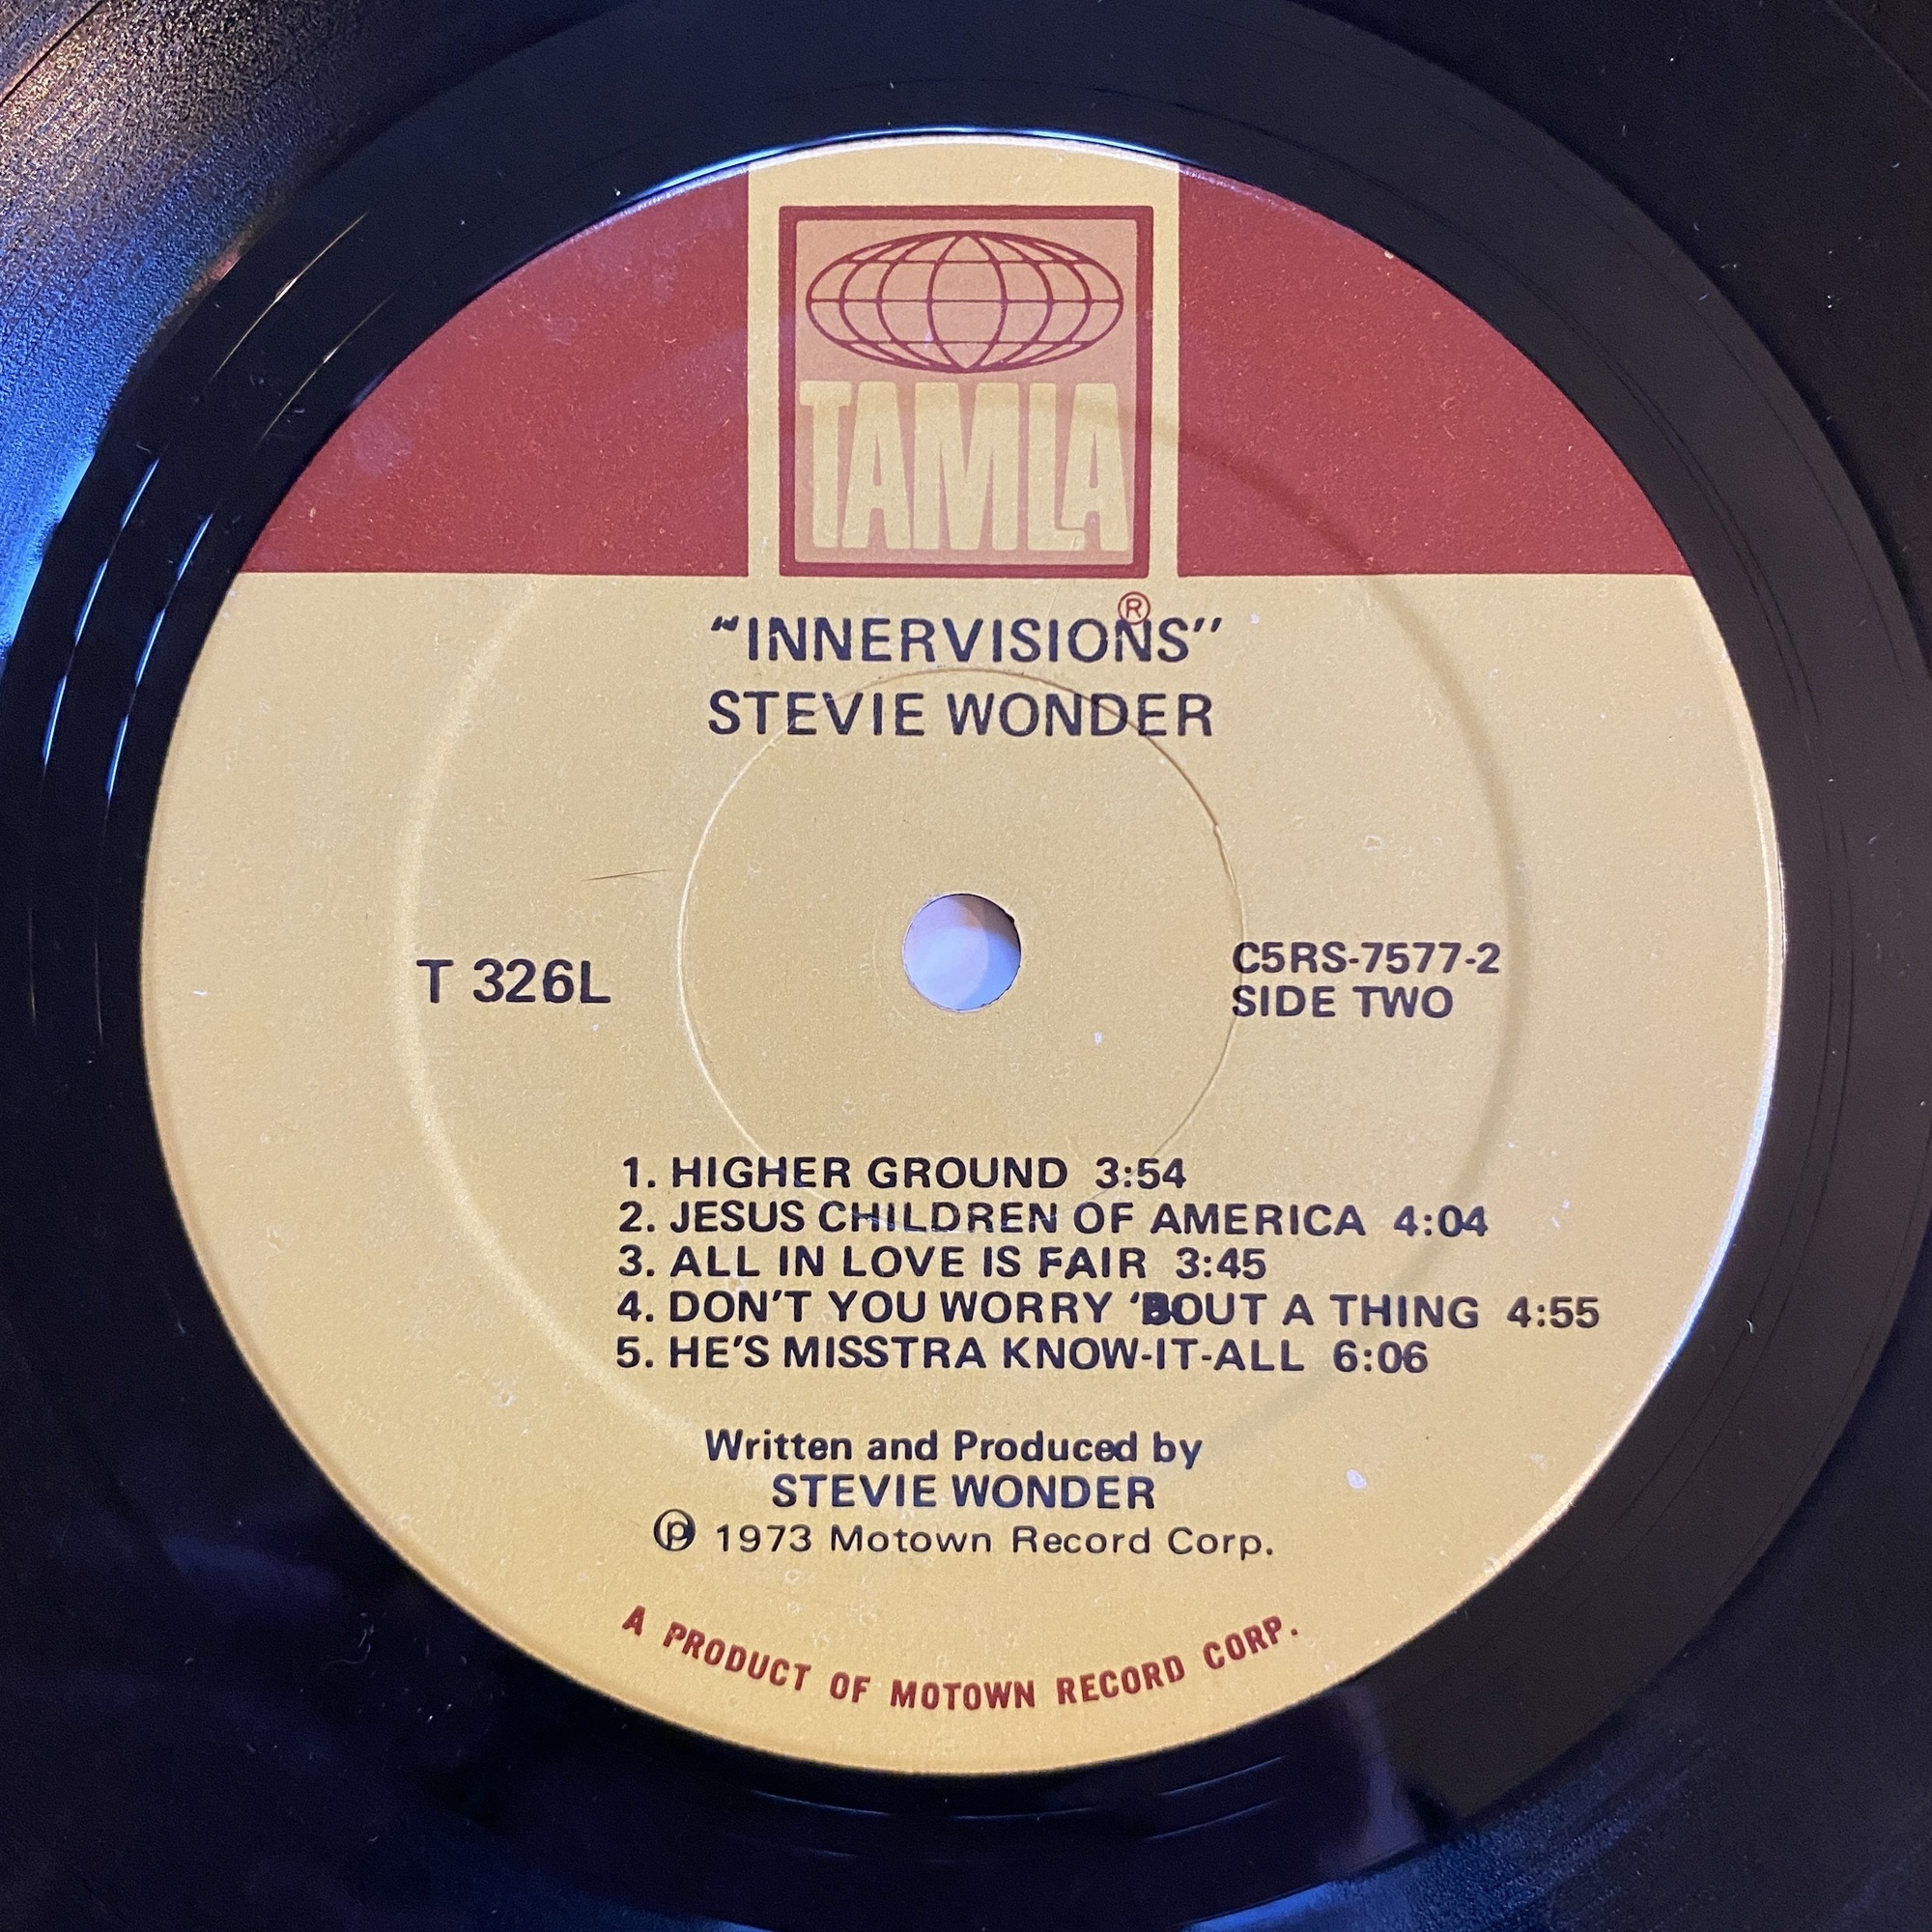 TAMLA
®
"INNERVISIONS"
STEVIE WONDER
T 326L
C5RS-7577-2
SIDE TWO
1. HIGHER GROUND 3:54
2. JESUS CHILDREN OF AMERICA 4:04
3. ALL IN LOVE IS FAIR 3:45
4. DON'T YOU WORRY 'BOUT A THING 4:55
5. HE'S MISSTRA KNOW-IT-ALL 6:06
Written and Produced by
STEVIE WONDER
℗ 1973 Motown Record Corp.
A PRODUCT OF MOTOWN RECORD CORP.